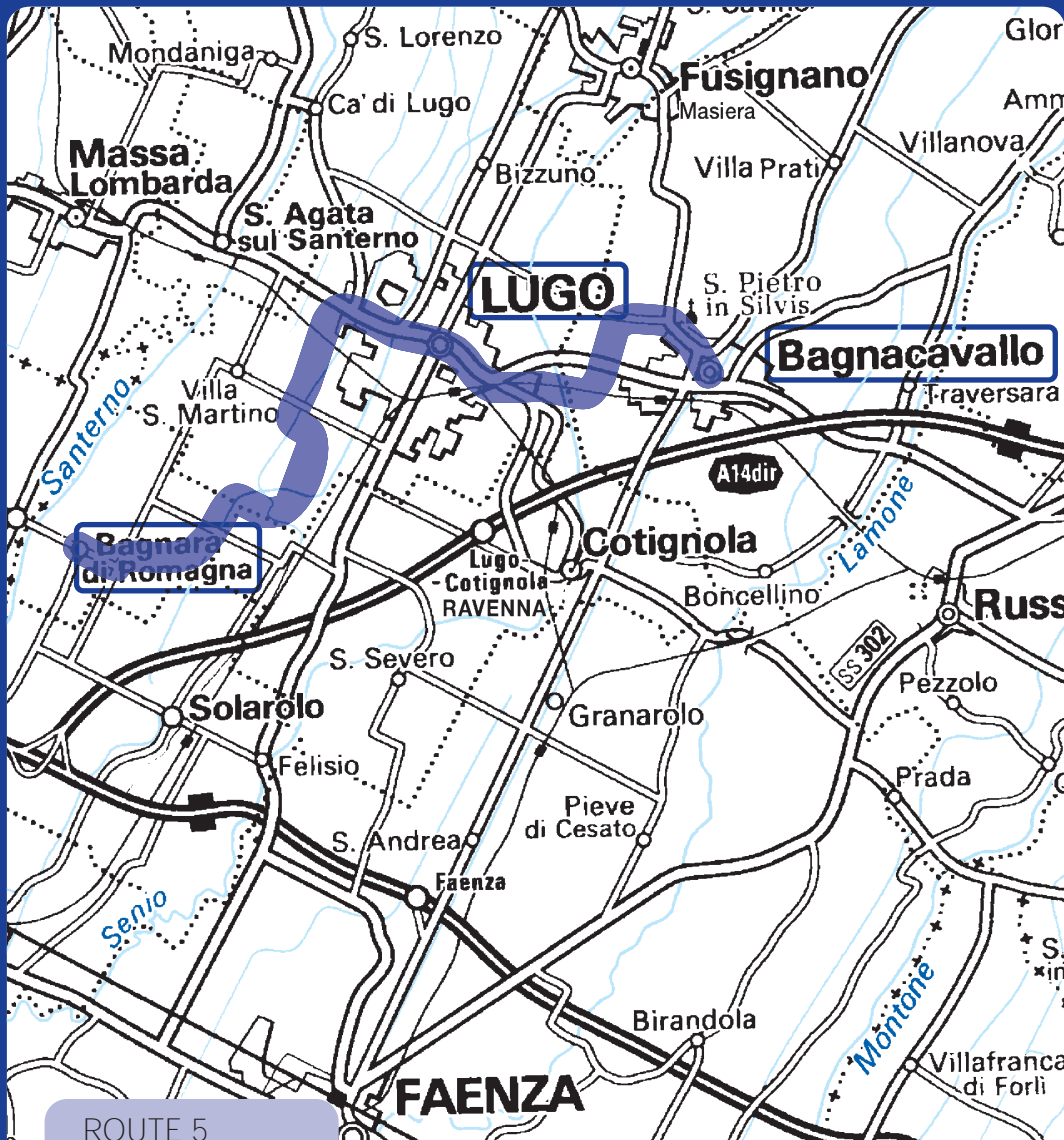 S. Lorenzo
Mondaniga
Ca' di Lugo
Fusignano
Masiera
Villanova
Villa Prati
Bizzuno
Massa
Lombarda
S. Agata
sul Santerno
LUGO
S. Pietro
in Silvis
Bagnacavallo
Traversara
Villa
S. Martino
Santerno
A14dir
Lamone
Bagnara
di Romagna
Lugo
-Cotignola
RAVENNA
Cotignola
Boncellino
Russ
SS 302
S. Severo
Pezzolo
Solarolo
Granarolo
Felisio
Prada
Pieve
di Cesato
S. Andrea
Faenza
Senio
Montone
Birandola
Villafranca
di Forlì
FAENZA
ROUTE 5